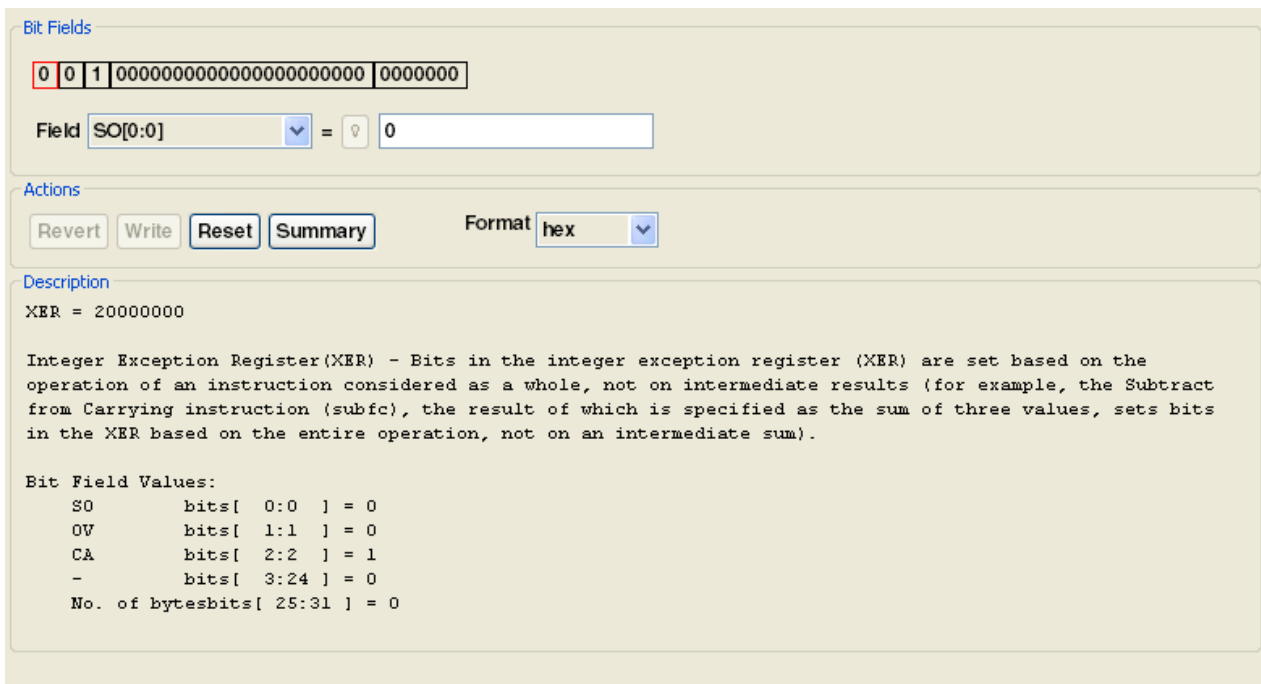 Bit Fields
0 0 1 0000000000000000000000 0000000
Field SO[0:0] = 0
Actions
Revert Write Reset Summary Format hex
Description
XER = 20000000
Integer Exception Register(XER) - Bits in the integer exception register (XER) are set based on the
operation of an instruction considered as a whole, not on intermediate results (for example, the Subtract
from Carrying instruction (subfc), the result of which is specified as the sum of three values, sets bits
in the XER based on the entire operation, not on an intermediate sum).
Bit Field Values:
SO bits[ 0:0 ] = 0
OV bits[ 1:1 ] = 0
CA bits[ 2:2 ] = 1
- bits[ 3:24 ] = 0
No. of bytesbits[ 25:31 ] = 0